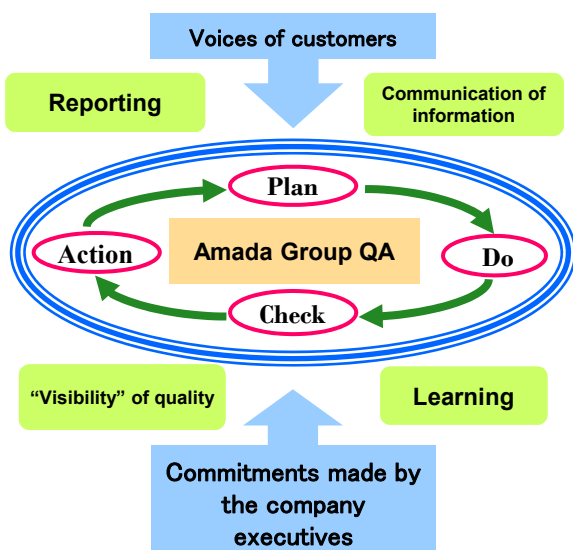 Voices of customers
Reporting
Communication of
information
Plan
Action
Amada Group QA
Do
Check
“Visibility” of quality
Learning
Commitments made by
the company
executives